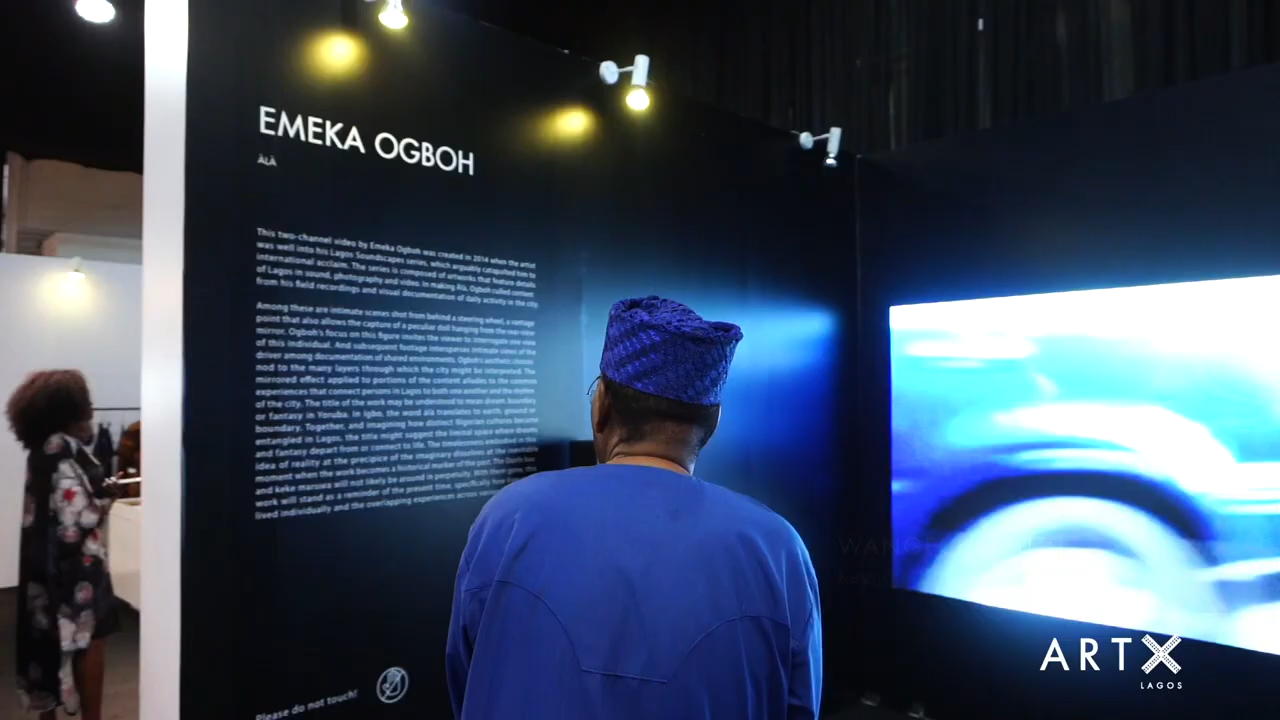 EMEKA OGBOH
ÀLÀ
This two-channel video by Emeka Ogboh was created in 2014 when the artist
was well into his Lagos Soundscapes series, which arguably catapulted him to
international acclaim. The series is composed of artworks that feature details
of Lagos in sound, photography and video. In making Àlà, Ogboh culled content
from his field recordings and visual documentation of daily activity in the city.
Among these are intimate scenes shot from behind a steering wheel, a vantage
point that also allows the capture of a peculiar doll hanging from the rear-view
mirror. Ogboh's focus on this figure invites the viewer to interrogate one view
of this individual. And subsequent footage intersperses intimate views of the
driver among documentation of shared environments. Ogboh's aesthetic choices
nod to the many layers through which the city might be interpreted. The
mirrored effect applied to portions of the content alludes to the common
experiences that connect persons in Lagos to both one another and the rhythm
of the city. The title of the work may be understood to mean dream, boundary
or fantasy in Yoruba. In Igbo, the word ala translates to earth, ground or
boundary. Together, and imagining how distinct Nigerian cultures become
entangled in Lagos, the title might suggest the liminal space where dreams
and fantasy depart from or connect to life. The timelessness embodied in this
idea of reality at the precipice of the imaginary dissolves at the inevitable
moment when the work becomes a historical marker of the past. The Danfo bus
and keke maruwa will not likely be around in perpetuity. With them gone, this
work will stand as a reminder of the present time, specifically how
lived individually and the overlapping experiences across
Please do not touch!
ARTX
LAGOS